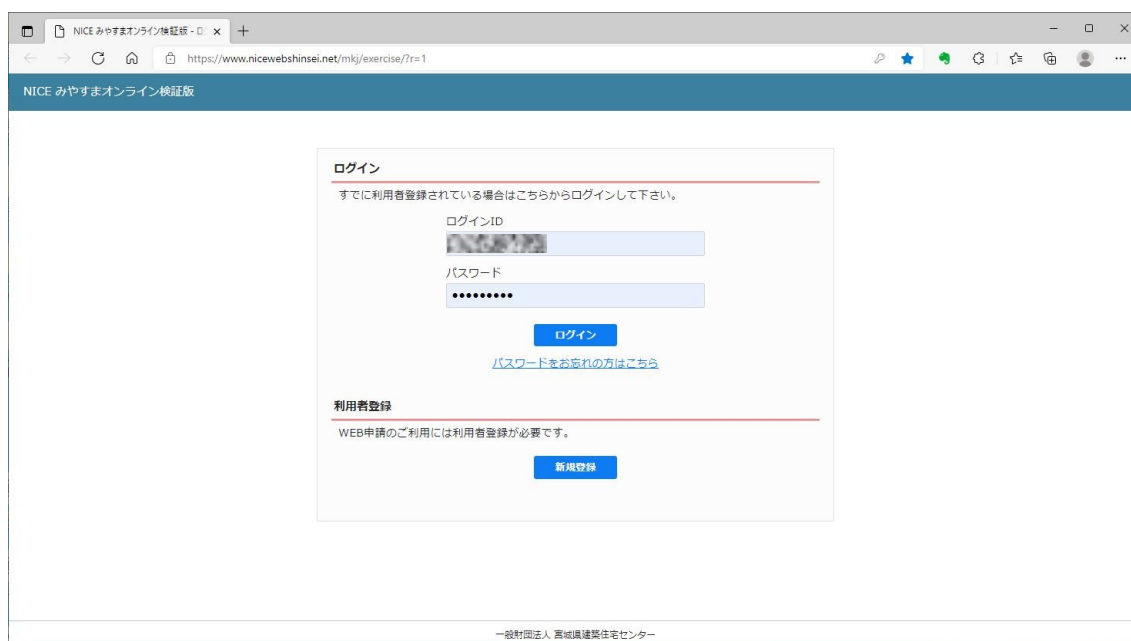 NICE みやすまオンライン検証版 - D
https://www.nicewebshinsei.net/mkj/exercise/?r=1
NICE みやすまオンライン検証版
ログイン
すでに利用者登録されている場合はこちらからログインして下さい。
ログインID
パスワード
•••••••••
ログイン
パスワードをお忘れの方はこちら
利用者登録
WEB申請のご利用には利用者登録が必要です。
新規登録
一般財団法人 宮城県建築住宅センター